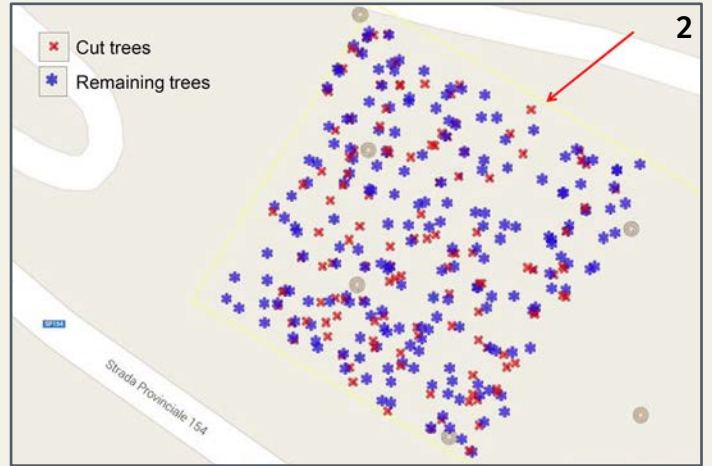 2
Cut trees
Remaining trees
SP154
Strada Provinciale 154